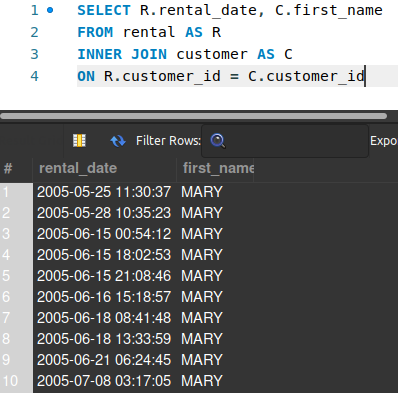 1 SELECT R.rental_date, C.first_name
2 FROM rental AS R
3 INNER JOIN customer AS C
4 ON R.customer_id = C.customer_id
Filter Rows: Expo
# rental_date first_name
1 2005-05-25 11:30:37 MARY
2 2005-05-28 10:35:23 MARY
3 2005-06-15 00:54:12 MARY
4 2005-06-15 18:02:53 MARY
5 2005-06-15 21:08:46 MARY
6 2005-06-16 15:18:57 MARY
7 2005-06-18 08:41:48 MARY
8 2005-06-18 13:33:59 MARY
9 2005-06-21 06:24:45 MARY
10 2005-07-08 03:17:05 MARY